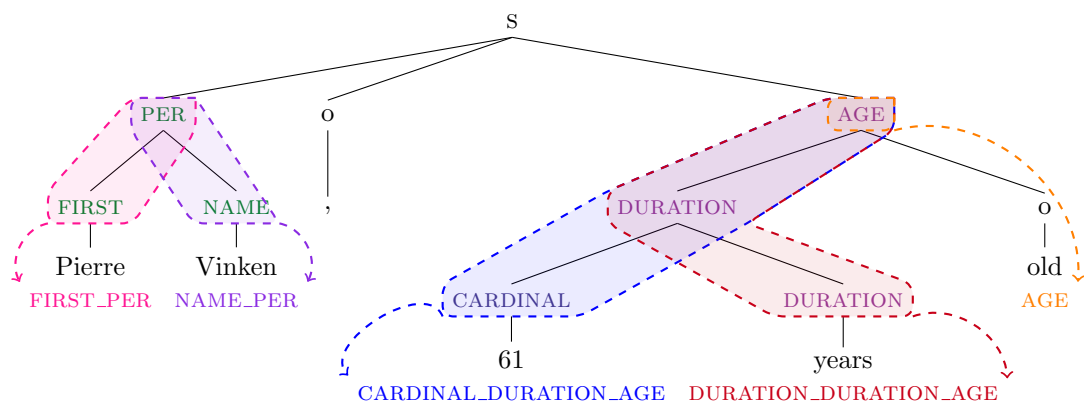 S
PER o AGE
FIRST NAME , DURATION o
Pierre Vinken old
FIRST_PER NAME_PER CARDINAL DURATION AGE
61 years
CARDINAL_DURATION_AGE DURATION_DURATION_AGE